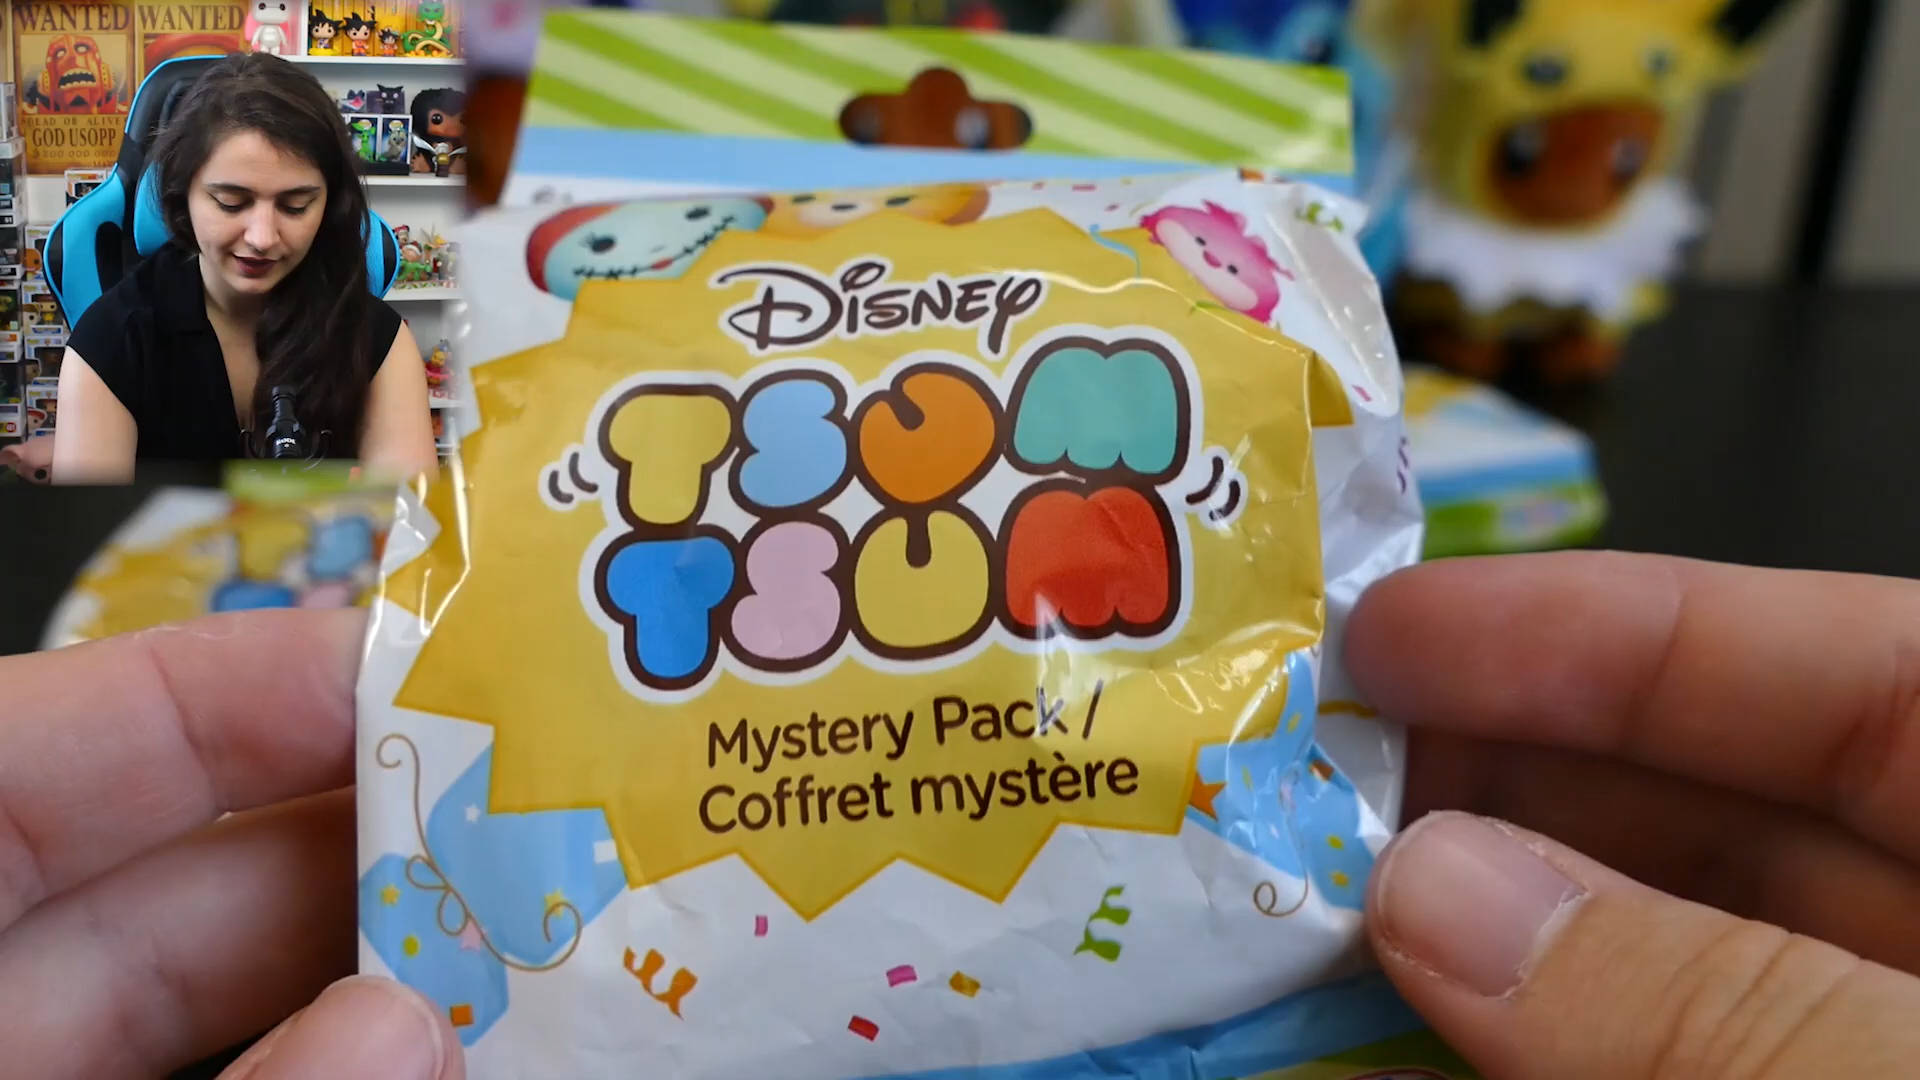 WANTED
WANTED
DEAD OR ALIVE
GOD USOPP
DISNEY
TSUM
TSUM
Mystery Pack /
Coffret mystère